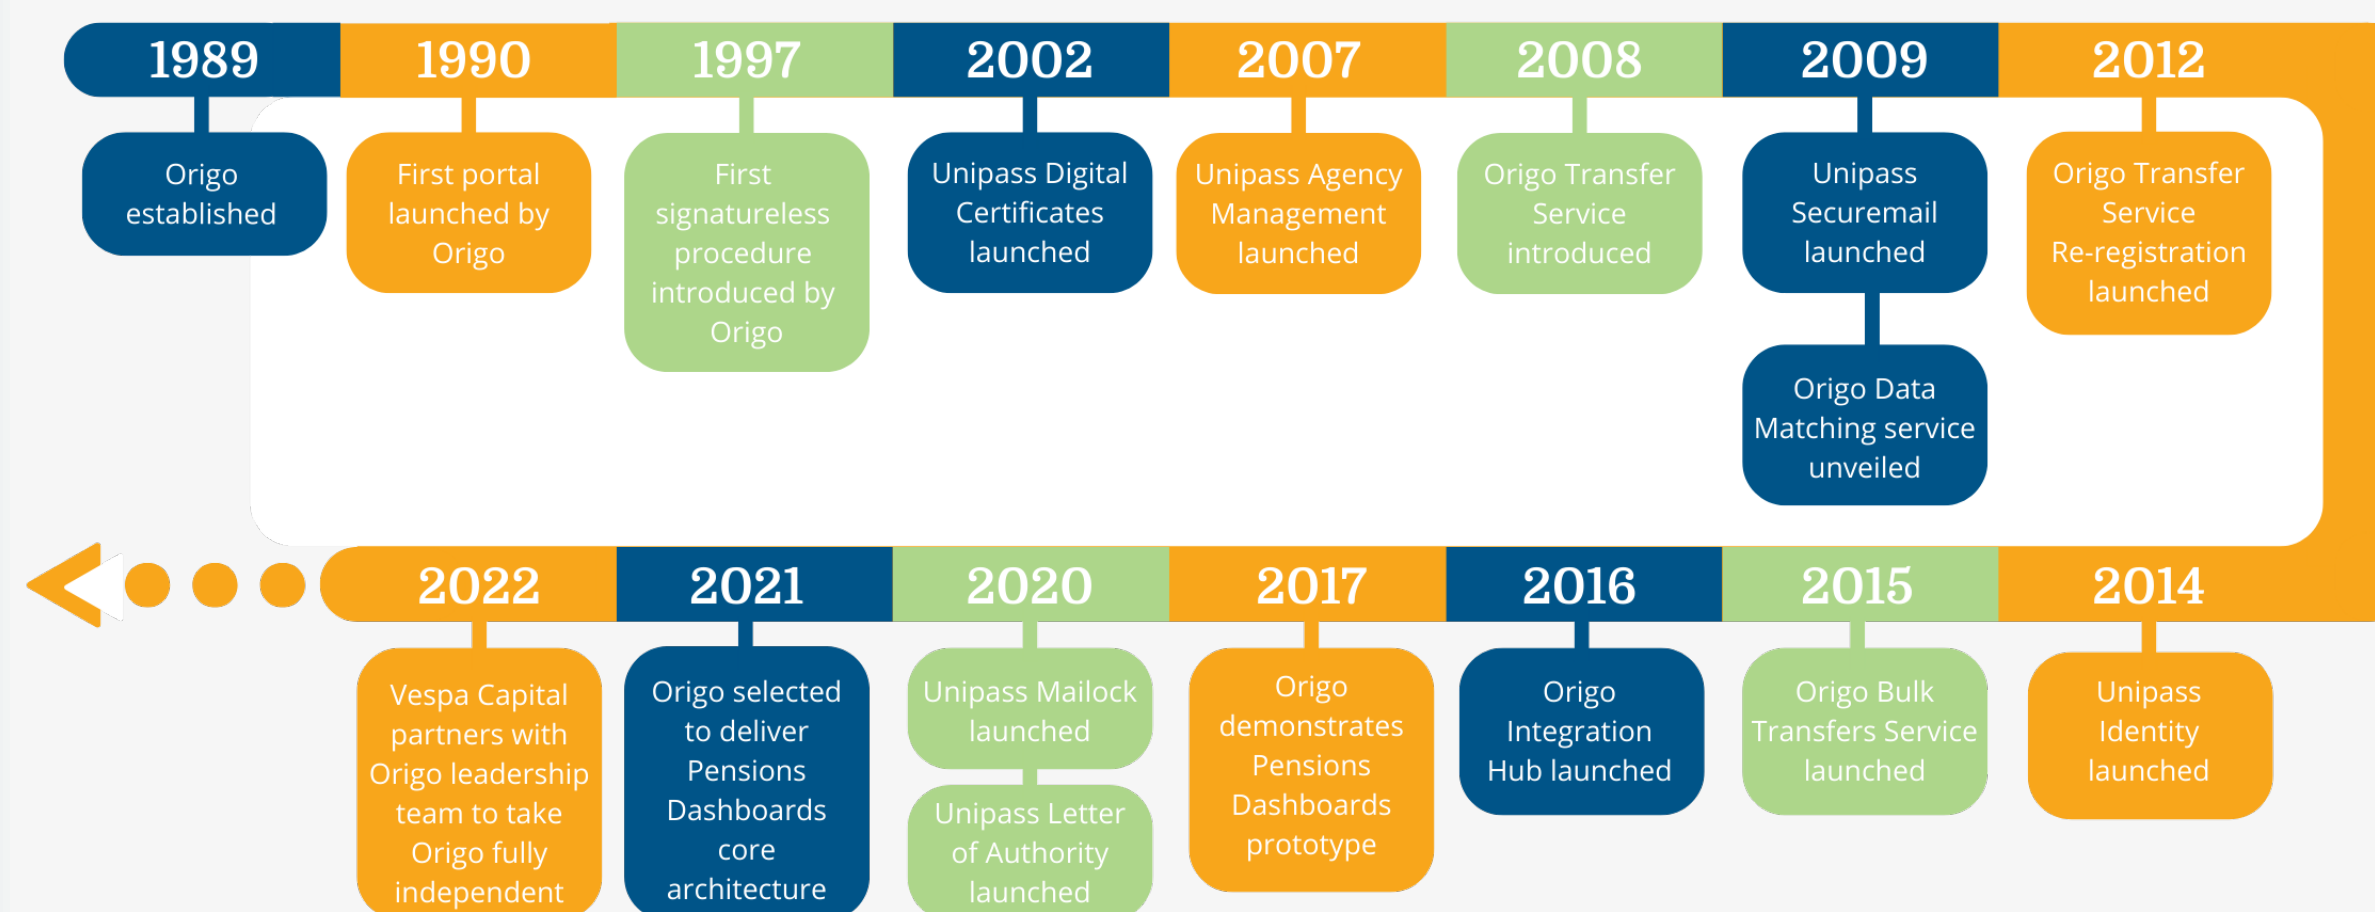 1989
Origo
established
1990
First portal
launched by
Origo
1997
First
signatureless
procedure
introduced by
Origo
2002
Unipass Digital
Certificates
launched
2007
Unipass Agency
Management
launched
2008
Origo Transfer
Service
introduced
2009
Unipass
Securemail
launched
Origo Data
Matching service
unveiled
2012
Origo Transfer
Service
Re-registration
launched
2014
Unipass
Identity
launched
2015
Origo Bulk
Transfers Service
launched
2016
Origo
Integration
Hub launched
2017
Origo
demonstrates
Pensions
Dashboards
prototype
2020
Unipass Mailock
launched
Unipass Letter
of Authority
launched
2021
Origo selected
to deliver
Pensions
Dashboards
core
architecture
2022
Vespa Capital
partners with
Origo leadership
team to take
Origo fully
independent